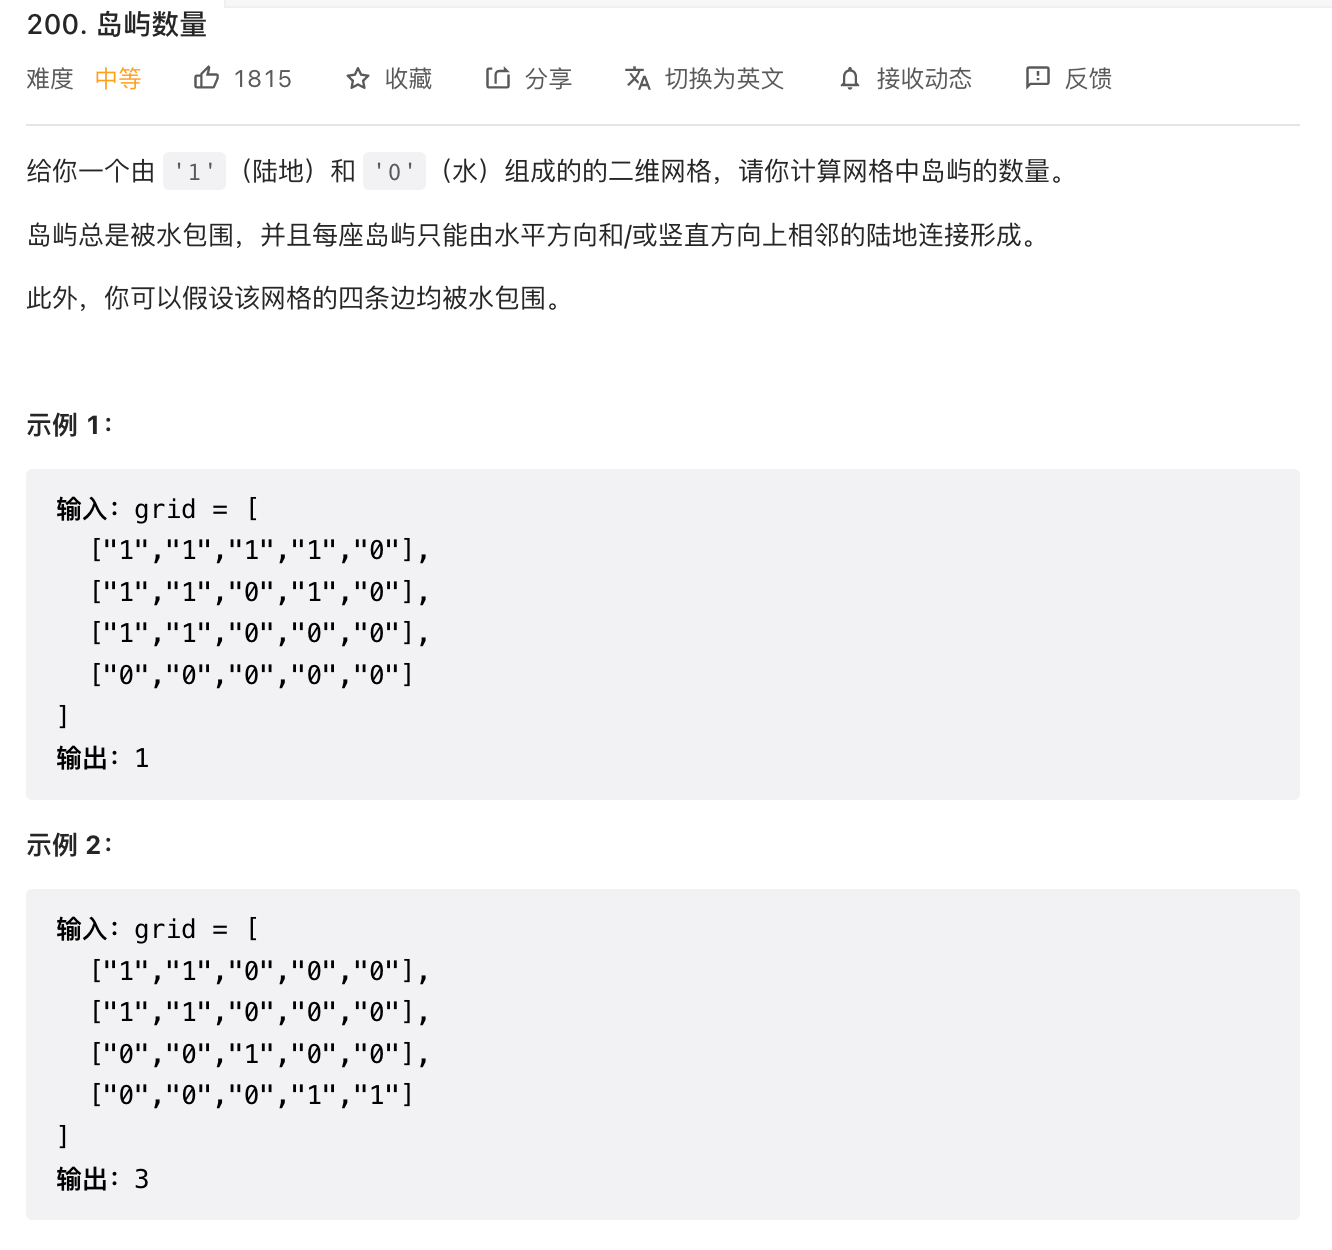 200. 岛屿数量
难度 中等 1815 收藏 分享 切换为英文 接收动态 反馈
给你一个由 '1'（陆地）和 '0'（水）组成的的二维网格，请你计算网格中岛屿的数量。
岛屿总是被水包围，并且每座岛屿只能由水平方向和/或竖直方向上相邻的陆地连接形成。
此外，你可以假设该网格的四条边均被水包围。
示例 1：
输入：grid = [
["1","1","1","1","0"],
["1","1","0","1","0"],
["1","1","0","0","0"],
["0","0","0","0","0"]
]
输出：1
示例 2：
输入：grid = [
["1","1","0","0","0"],
["1","1","0","0","0"],
["0","0","1","0","0"],
["0","0","0","1","1"]
]
输出：3